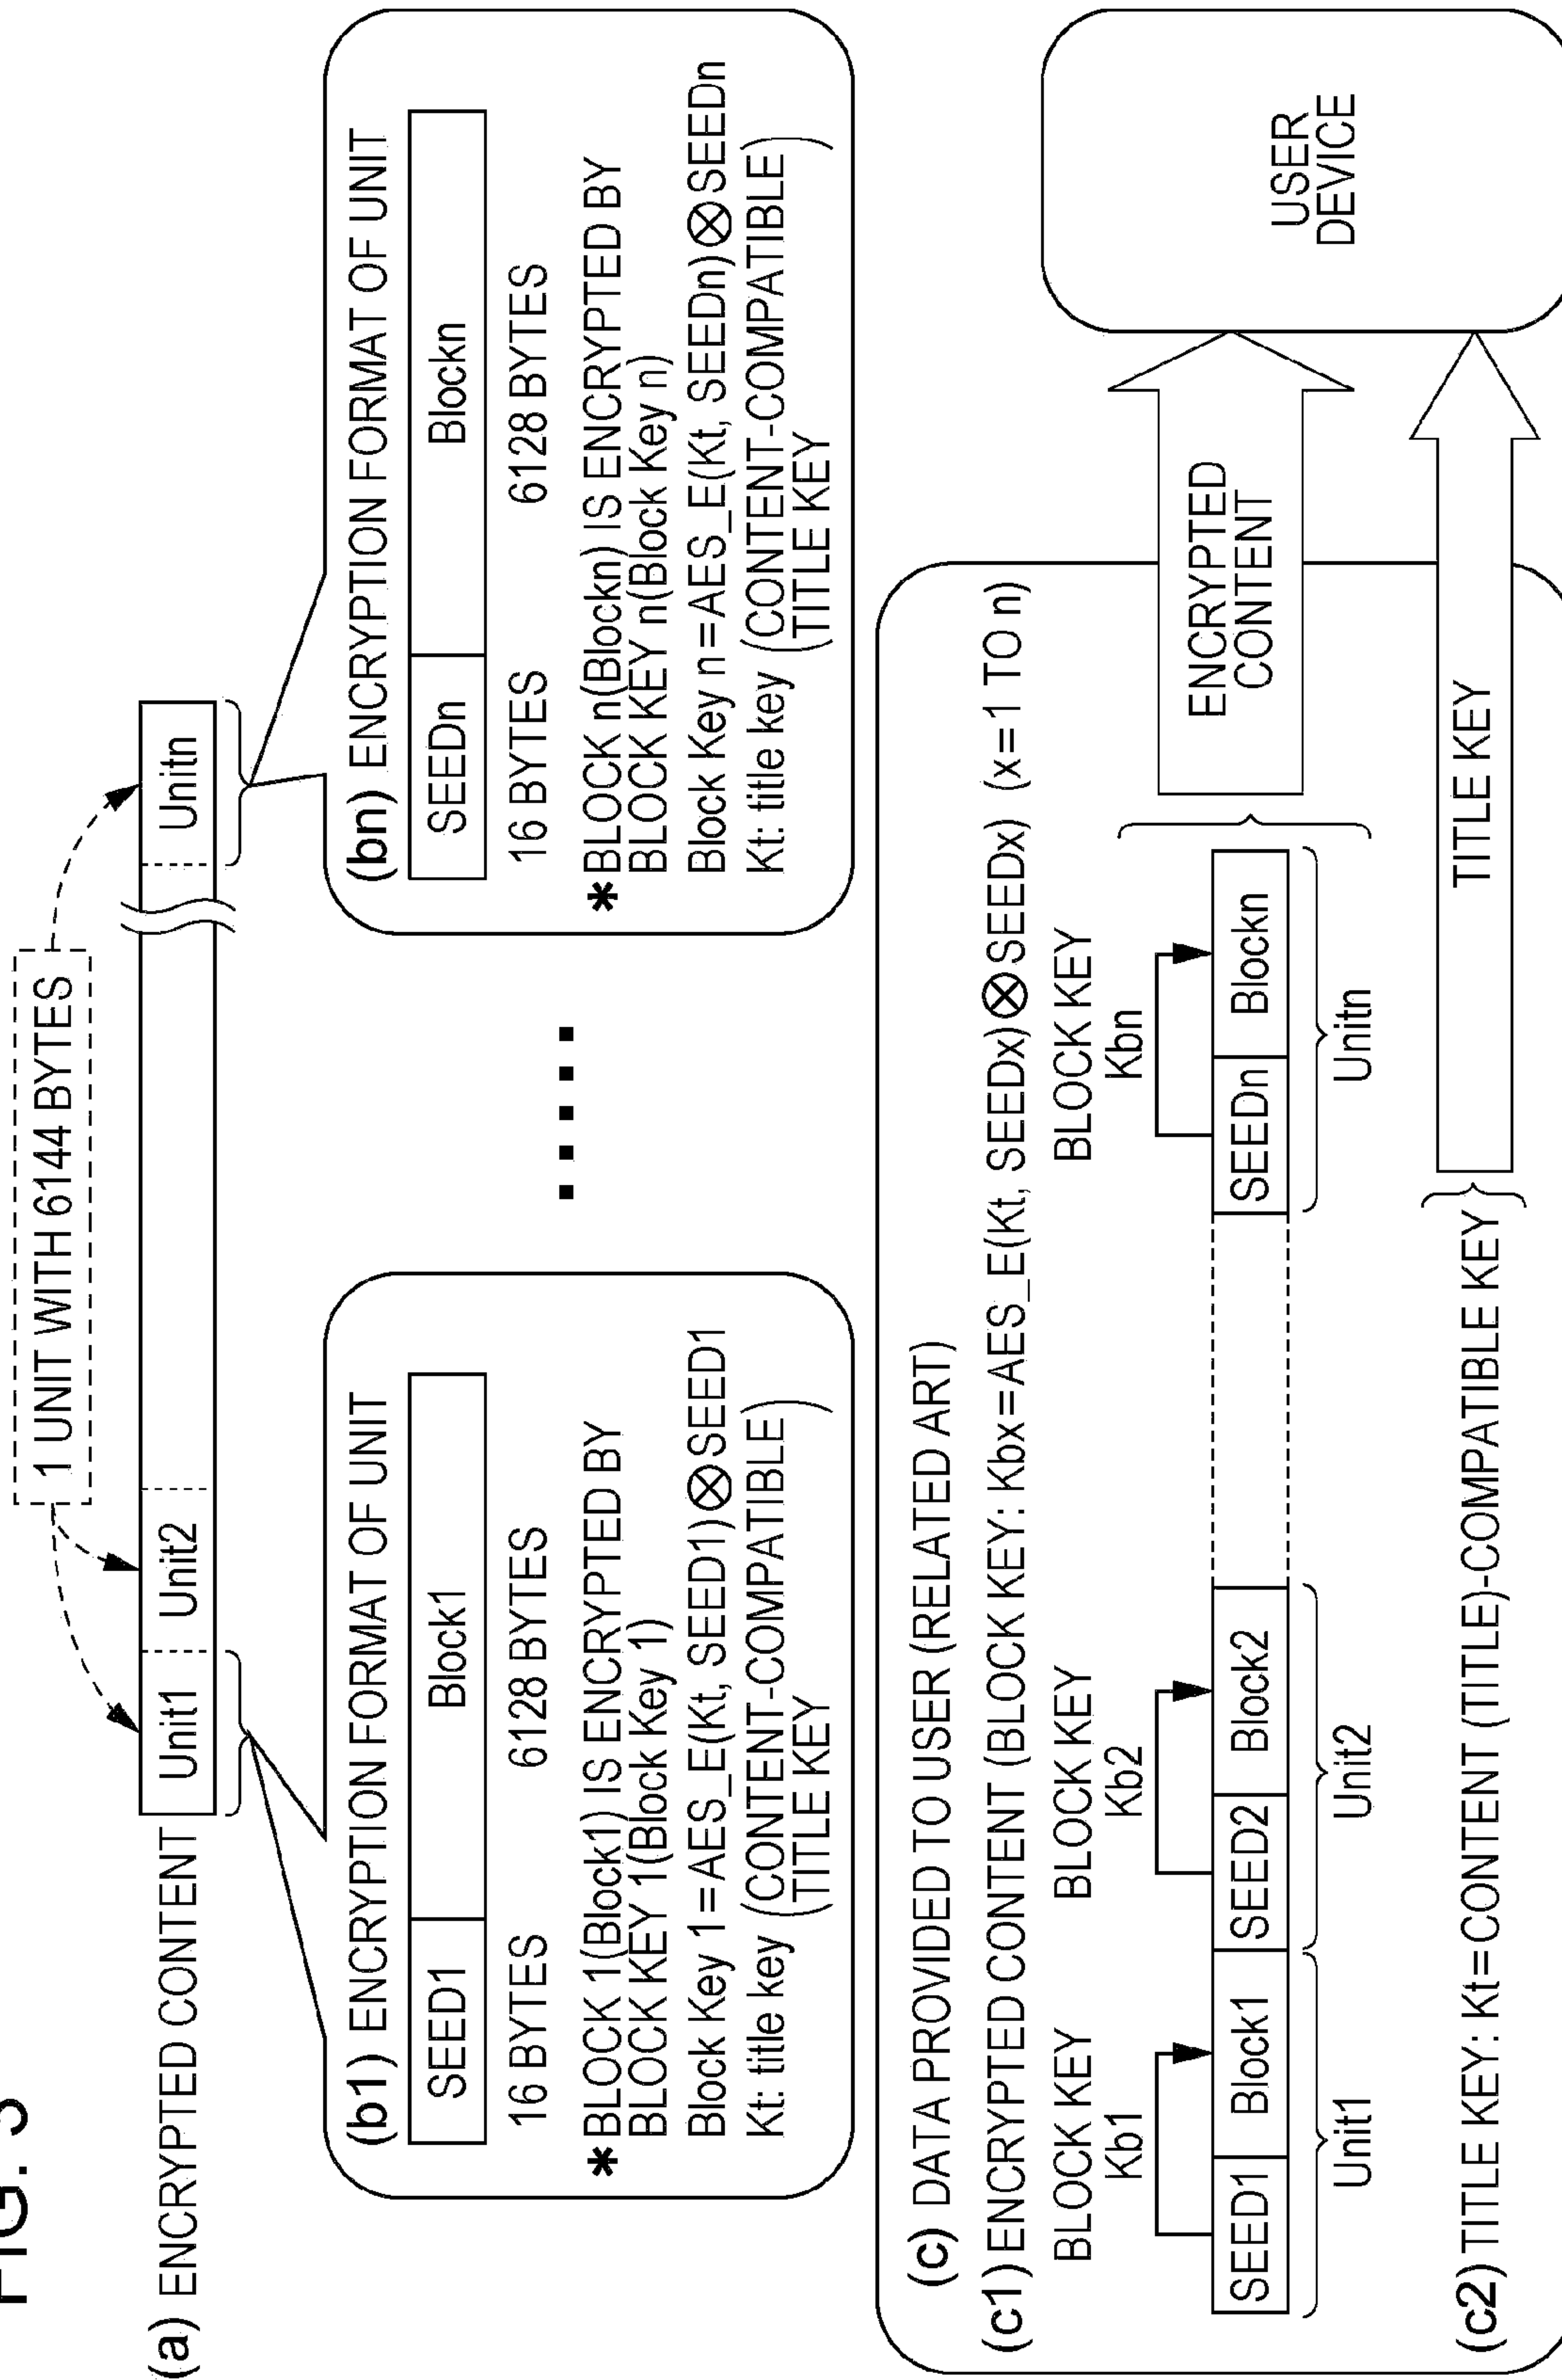 FIG. 3
1 UNIT WITH 6144 BYTES
(a) ENCRYPTED CONTENT
Unit1
Unit2
Unitn
(b1) ENCRYPTION FORMAT OF UNIT
SEED1
Block1
16 BYTES
6128 BYTES
*BLOCK 1(Block1) IS ENCRYPTED BY
BLOCK KEY 1(Block Key 1)
Block Key 1=AES_E(Kt, SEED1)⊗SEED1
Kt: title key (CONTENT-COMPATIBLE
TITLE KEY)
.....
(bn) ENCRYPTION FORMAT OF UNIT
SEEDn
Blockn
16 BYTES
6128 BYTES
*BLOCK n(Blockn) IS ENCRYPTED BY
BLOCK KEY n(Block Key n)
Block Key n=AES_E(Kt, SEEDn)⊗SEEDn
Kt: title key (CONTENT-COMPATIBLE
TITLE KEY)
(c) DATA PROVIDED TO USER (RELATED ART)
(c1) ENCRYPTED CONTENT (BLOCK KEY: Kbx=AES_E(Kt, SEEDx)⊗SEEDx) (x=1 TO n)
BLOCK KEY
Kb1
BLOCK KEY
Kb2
BLOCK KEY
Kbn
SEED1
Block1
SEED2
Block2
SEEDn
Blockn
Unit1
Unit2
Unitn
ENCRYPTED
CONTENT
(c2) TITLE KEY: Kt=CONTENT (TITLE)-COMPATIBLE KEY
TITLE KEY
USER
DEVICE